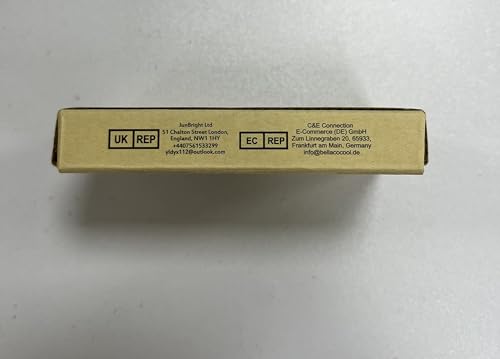 UK REP
SunBright Ltd
51 Chalton Street London,
England, NW1 1HY
+4407561533299
yldyx112@outlook.com
EC REP
C&E Connection
E-Commerce (DE) GmbH
Zum Linnegraben 20, 65933,
Frankfurt am Main, Germany
info@bellacocool.de